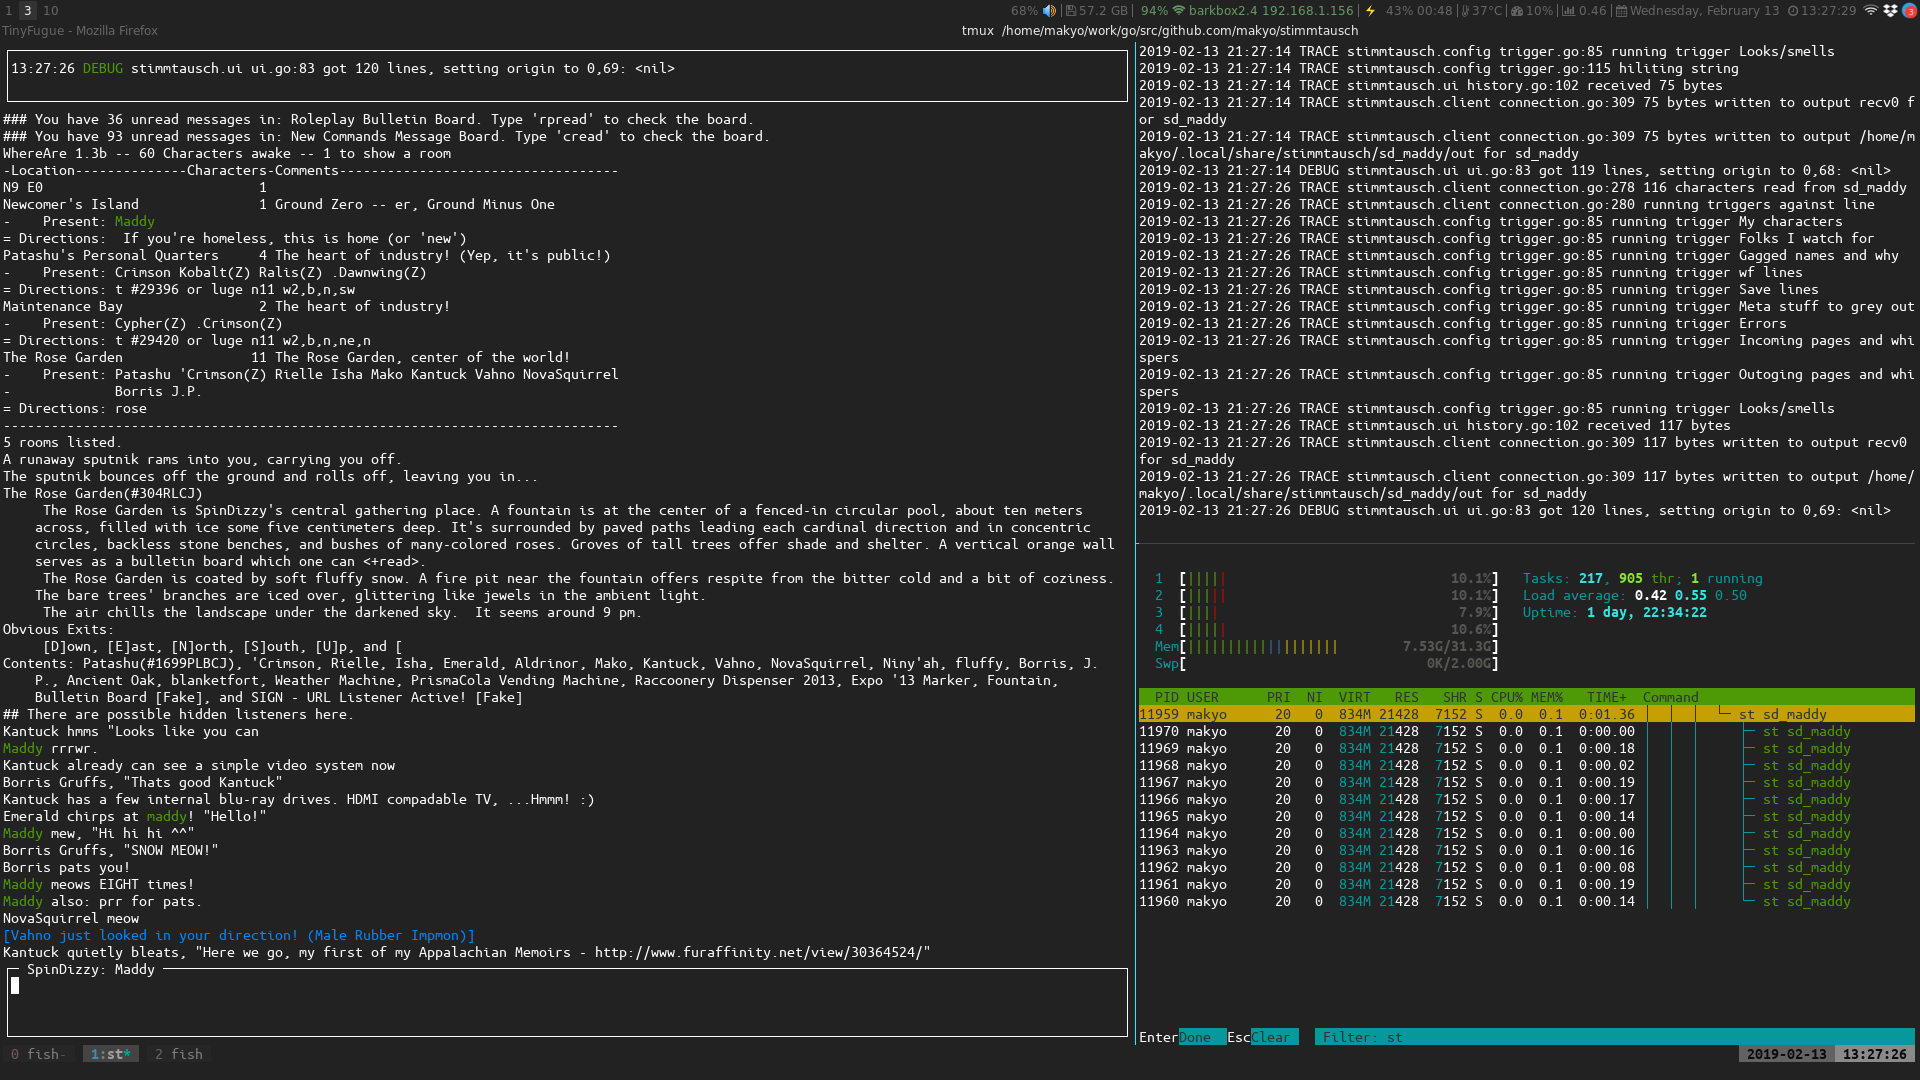 1 3 10
68% 57.2 GB 94% barkbox2.4 192.168.1.156 43% 00:48 37°C 10% 0.46 Wednesday, February 13 13:27:29 3
TinyFugue - Mozilla Firefox
tmux /home/makyo/work/go/src/github.com/makyo/stimmtausch
13:27:26 DEBUG stimmtausch.ui ui.go:83 got 120 lines, setting origin to 0,69: <nil>
### You have 36 unread messages in: Roleplay Bulletin Board. Type 'rpread' to check the board.
### You have 93 unread messages in: New Commands Message Board. Type 'cread' to check the board.
WhereAre 1.3b -- 60 Characters awake -- 1 to show a room
-Location--------------Characters-Comments-----------------------------------
N9 E0                           1
Newcomer's Island               1 Ground Zero -- er, Ground Minus One
-    Present: Maddy
= Directions:  If you're homeless, this is home (or 'new')
Patashu's Personal Quarters     4 The heart of industry! (Yep, it's public!)
-    Present: Crimson Kobalt(Z) Ralis(Z) .Dawnwing(Z)
= Directions: t #29396 or luge n11 w2,b,n,sw
Maintenance Bay                 2 The heart of industry!
-    Present: Cypher(Z) .Crimson(Z)
= Directions: t #29420 or luge n11 w2,b,n,ne,n
The Rose Garden                11 The Rose Garden, center of the world!
-    Present: Patashu 'Crimson(Z) Rielle Isha Mako Kantuck Vahno NovaSquirrel
-             Borris J.P.
= Directions: rose
-----------------------------------------------------------------------------
5 rooms listed.
A runaway sputnik rams into you, carrying you off.
The sputnik bounces off the ground and rolls off, leaving you in...
The Rose Garden(#304RLCJ)
     The Rose Garden is SpinDizzy's central gathering place. A fountain is at the center of a fenced-in circular pool, about ten meters
    across, filled with ice some five centimeters deep. It's surrounded by paved paths leading each cardinal direction and in concentric
    circles, backless stone benches, and bushes of many-colored roses. Groves of tall trees offer shade and shelter. A vertical orange wall
    serves as a bulletin board which one can <+read>.
     The Rose Garden is coated by soft fluffy snow. A fire pit near the fountain offers respite from the bitter cold and a bit of coziness.
    The bare trees' branches are iced over, glittering like jewels in the ambient light.
     The air chills the landscape under the darkened sky.  It seems around 9 pm.
Obvious Exits:
     [D]own, [E]ast, [N]orth, [S]outh, [U]p, and [
Contents: Patashu(#1699PLBCJ), 'Crimson, Rielle, Isha, Emerald, Aldrinor, Mako, Kantuck, Vahno, NovaSquirrel, Niny'ah, fluffy, Borris, J.
    P., Ancient Oak, blanketfort, Weather Machine, PrismaCola Vending Machine, Raccoonery Dispenser 2013, Expo '13 Marker, Fountain,
    Bulletin Board [Fake], and SIGN - URL Listener Active! [Fake]
## There are possible hidden listeners here.
Kantuck hmms "Looks like you can
Maddy rrrwr.
Kantuck already can see a simple video system now
Borris Gruffs, "Thats good Kantuck"
Kantuck has a few internal blu-ray drives. HDMI compadable TV, ...Hmmm! :)
Emerald chirps at maddy! "Hello!"
Maddy mew, "Hi hi hi ^^"
Borris Gruffs, "SNOW MEOW!"
Borris pats you!
Maddy meows EIGHT times!
Maddy also: prr for pats.
NovaSquirrel meow
[Vahno just looked in your direction! (Male Rubber Impmon)]
Kantuck quietly bleats, "Here we go, my first of my Appalachian Memoirs - http://www.furaffinity.net/view/30364524/"
SpinDizzy: Maddy
2019-02-13 21:27:14 TRACE stimmtausch.config trigger.go:85 running trigger Looks/smells
2019-02-13 21:27:14 TRACE stimmtausch.config trigger.go:115 hiliting string
2019-02-13 21:27:14 TRACE stimmtausch.ui history.go:102 received 75 bytes
2019-02-13 21:27:14 TRACE stimmtausch.client connection.go:309 75 bytes written to output recv0 f
or sd_maddy
2019-02-13 21:27:14 TRACE stimmtausch.client connection.go:309 75 bytes written to output /home/m
akyo/.local/share/stimmtausch/sd_maddy/out for sd_maddy
2019-02-13 21:27:14 DEBUG stimmtausch.ui ui.go:83 got 119 lines, setting origin to 0,68: <nil>
2019-02-13 21:27:26 TRACE stimmtausch.client connection.go:278 116 characters read from sd_maddy
2019-02-13 21:27:26 TRACE stimmtausch.client connection.go:280 running triggers against line
2019-02-13 21:27:26 TRACE stimmtausch.config trigger.go:85 running trigger My characters
2019-02-13 21:27:26 TRACE stimmtausch.config trigger.go:85 running trigger Folks I watch for
2019-02-13 21:27:26 TRACE stimmtausch.config trigger.go:85 running trigger Gagged names and why
2019-02-13 21:27:26 TRACE stimmtausch.config trigger.go:85 running trigger wf lines
2019-02-13 21:27:26 TRACE stimmtausch.config trigger.go:85 running trigger Save lines
2019-02-13 21:27:26 TRACE stimmtausch.config trigger.go:85 running trigger Meta stuff to grey out
2019-02-13 21:27:26 TRACE stimmtausch.config trigger.go:85 running trigger Errors
2019-02-13 21:27:26 TRACE stimmtausch.config trigger.go:85 running trigger Incoming pages and whi
spers
2019-02-13 21:27:26 TRACE stimmtausch.config trigger.go:85 running trigger Outoging pages and whi
spers
2019-02-13 21:27:26 TRACE stimmtausch.config trigger.go:85 running trigger Looks/smells
2019-02-13 21:27:26 TRACE stimmtausch.ui history.go:102 received 117 bytes
2019-02-13 21:27:26 TRACE stimmtausch.client connection.go:309 117 bytes written to output recv0
for sd_maddy
2019-02-13 21:27:26 TRACE stimmtausch.client connection.go:309 117 bytes written to output /home/
makyo/.local/share/stimmtausch/sd_maddy/out for sd_maddy
2019-02-13 21:27:26 DEBUG stimmtausch.ui ui.go:83 got 120 lines, setting origin to 0,69: <nil>
1 [||||| 10.1%] Tasks: 217, 905 thr; 1 running
2 [||||| 10.1%] Load average: 0.42 0.55 0.50
3 [|||| 7.9%] Uptime: 1 day, 22:34:22
4 [||||| 10.6%]
Mem[||||||||||||||||||| 7.53G/31.3G]
Swp[ 0K/2.00G]
PID USER PRI NI VIRT RES SHR S CPU% MEM% TIME+ Command
11959 makyo 20 0 834M 21428 7152 S 0.0 0.1 0:01.36 st sd_maddy
11970 makyo 20 0 834M 21428 7152 S 0.0 0.1 0:00.00 st sd_maddy
11969 makyo 20 0 834M 21428 7152 S 0.0 0.1 0:00.18 st sd_maddy
11968 makyo 20 0 834M 21428 7152 S 0.0 0.1 0:00.02 st sd_maddy
11967 makyo 20 0 834M 21428 7152 S 0.0 0.1 0:00.19 st sd_maddy
11966 makyo 20 0 834M 21428 7152 S 0.0 0.1 0:00.17 st sd_maddy
11965 makyo 20 0 834M 21428 7152 S 0.0 0.1 0:00.14 st sd_maddy
11964 makyo 20 0 834M 21428 7152 S 0.0 0.1 0:00.00 st sd_maddy
11963 makyo 20 0 834M 21428 7152 S 0.0 0.1 0:00.16 st sd_maddy
11962 makyo 20 0 834M 21428 7152 S 0.0 0.1 0:00.08 st sd_maddy
11961 makyo 20 0 834M 21428 7152 S 0.0 0.1 0:00.19 st sd_maddy
11960 makyo 20 0 834M 21428 7152 S 0.0 0.1 0:00.14 st sd_maddy
EnterDone EscClear Filter: st
0 fish- 1:st* 2 fish 2019-02-13 13:27:26